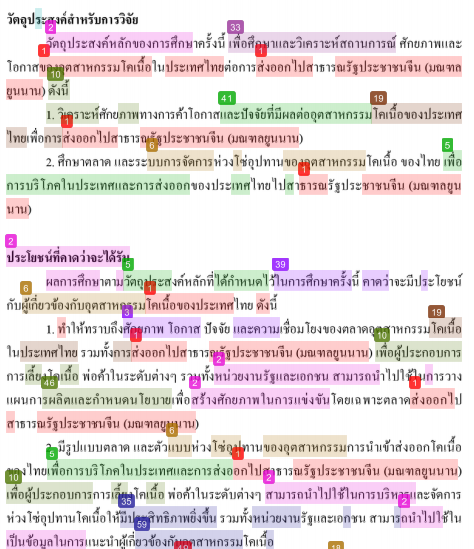 วัตถุประสงค์สำหรับการวิจัย
วัตถุประสงค์หลักของการศึกษาครั้งนี้ เพื่อศึกษาและวิเคราะห์สถานการณ์ ศักยภาพและ
โอกาสของอุตสาหกรรมโคเนื้อในประเทศไทยต่อการส่งออกไปสาธารณรัฐประชาชนจีน (มณฑล
ยูนนาน) ดังนี้
1. วิเคราะห์ศักยภาพทางการค้าโอกาสและปัจจัยที่มีผลต่ออุตสาหกรรมโคเนื้อของประเทศ
ไทยเพื่อการส่งออกไปสาธารณรัฐประชาชนจีน (มณฑลยูนนาน)
2. ศึกษาตลาด และระบบการจัดการห่วงโซ่อุปทานของอุตสาหกรรมโคเนื้อ ของไทย เพื่อ
การบริโภคในประเทศและการส่งออกของประเทศไทยไปสาธารณรัฐประชาชนจีน (มณฑลยูน
นาน)
ประโยชน์ที่คาดว่าจะได้รับ
ผลการศึกษาตามวัตถุประสงค์หลักที่ได้กำหนดไว้ในการศึกษาครั้งนี้ คาดว่าจะมีประโยชน์
กับผู้เกี่ยวข้องกับอุตสาหกรรมโคเนื้อของประเทศไทย ดังนี้
1. ทำให้ทราบถึงศักยภาพ โอกาส ปัจจัย และความเชื่อมโยงของตลาดอุตสาหกรรมโคเนื้อ
ในประเทศไทย รวมทั้งการส่งออกไปสาธารณรัฐประชาชนจีน (มณฑลยูนนาน) เพื่อผู้ประกอบการ
การเลี้ยงโคเนื้อ พ่อค้าในระดับต่างๆ รวมทั้งหน่วยงานรัฐและเอกชน สามารถนำไปใช้ในการวาง
แผนการผลิตและกำหนดนโยบายเพื่อสร้างศักยภาพในการแข่งขันโดยเฉพาะตลาดส่งออกไป
สาธารณรัฐประชาชนจีน (มณฑลยูนนาน)
2. มีรูปแบบตลาด และตัวแบบห่วงโซ่อุปทานของอุตสาหกรรมการนำเข้าส่งออกโคเนื้อ
ของไทยเพื่อการบริโภคในประเทศและการส่งออกไปสาธารณรัฐประชาชนจีน (มณฑลยูนนาน)
เพื่อผู้ประกอบการการเลี้ยงโคเนื้อ พ่อค้าในระดับต่างๆ สามารถนำไปใช้ในการบริหารและจัดการ
ห่วงโซ่อุปทานโคเนื้อให้มีประสิทธิภาพยิ่งขึ้น รวมทั้งหน่วยงานรัฐและเอกชน สามารถนำไปใช้ใน
เป็นข้อมูลในการแนะนำผู้เกี่ยวข้องกับอุตสาหกรรมโคเนื้อ